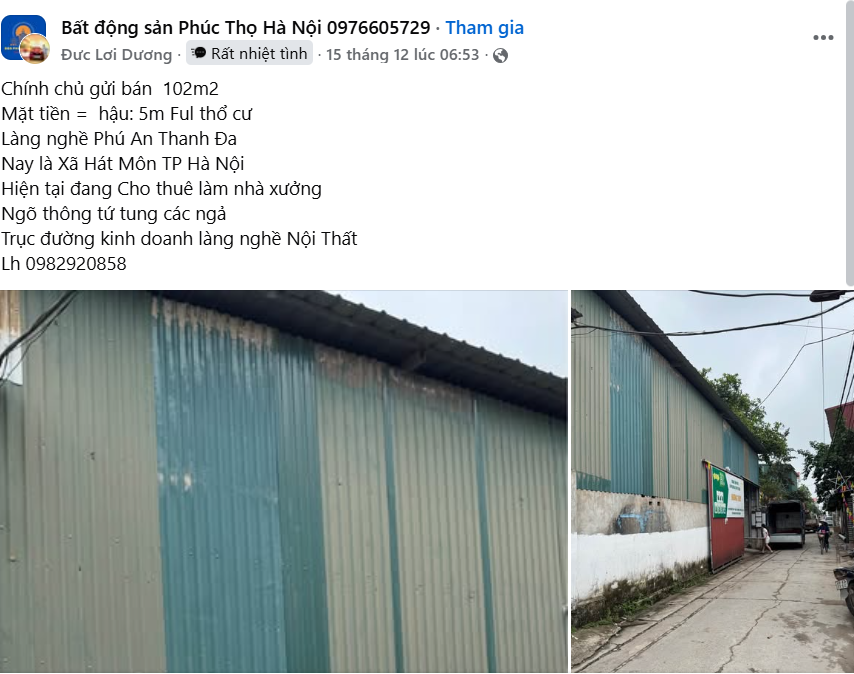 Bất động sản Phúc Thọ Hà Nội 0976605729 · Tham gia
Đưc Lơi Dương · Rất nhiệt tình · 15 tháng 12 lúc 06:53 ·
Chính chủ gửi bán  102m2
Mặt tiền =  hậu: 5m Ful thổ cư
Làng nghề Phú An Thanh Đa
Nay là Xã Hát Môn TP Hà Nội
Hiện tại đang Cho thuê làm nhà xưởng
Ngõ thông tứ tung các ngả
Trục đường kinh doanh làng nghề Nội Thất
Lh 0982920858